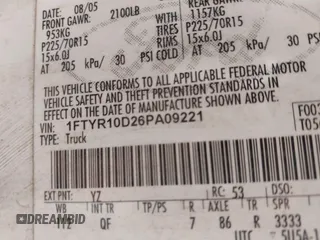 08/05
FRONT GAWR: 2100LB REAR GAWR:
953KG WITH 1157KG WITH
P225/70R15 TIRES P225/70R15
15x6.0J RIMS 15x6.0J
AT 205 kPa/ 30 PSI COLD AT 205 kPa/ 30 PSI
THIS VEHICLE CONFORMS TO ALL APPLICABLE FEDERAL MOTOR
VEHICLE SAFETY AND THEFT PREVENTION STANDARDS IN
EFFECT ON THE DATE OF MANUFACTURE SHOWN ABOVE.
VIN: 1FTYR10D26PA09221
TYPE: Truck
EXT PNT: YZ RC: 53 DSO:
WB INT TR TP/PS R AXLE TR SPR
112 QF 7 86 R 3333
UTC
DREAMBID